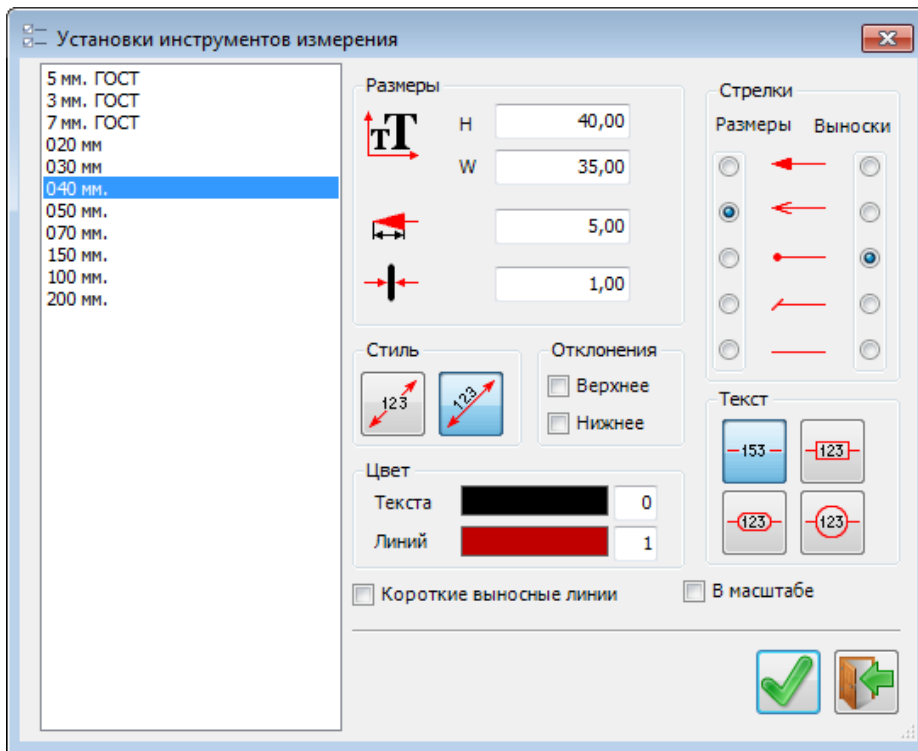 Установки инструментов измерения
5 мм. ГОСТ
3 мм. ГОСТ
7 мм. ГОСТ
020 мм
030 мм
040 мм.
050 мм.
070 мм.
150 мм.
100 мм.
200 мм.
Размеры
TT
H 40,00
W 35,00
5,00
1,00
Стрелки
Размеры Выноски
Стиль
123
123
Отклонения
Верхнее
Нижнее
Текст
153
123
123
123
Цвет
Текста 0
Линий 1
Короткие выносные линии
В масштабе